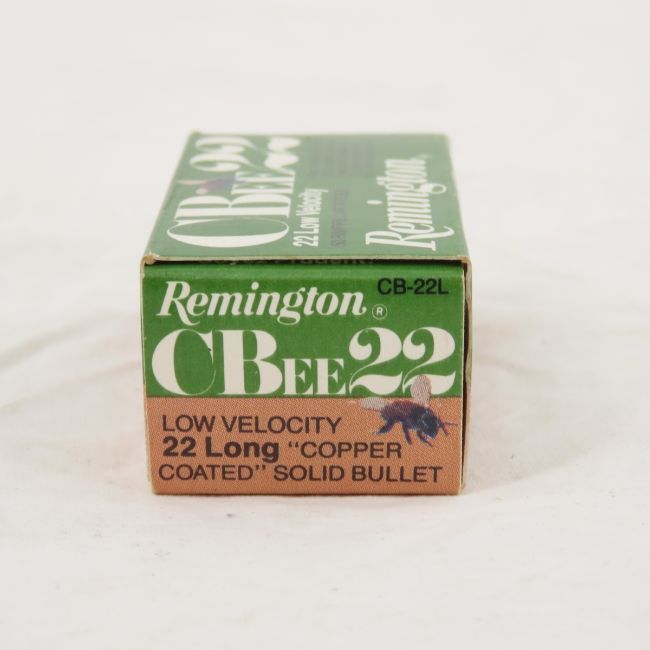 CBEE22
22 Low Velocity
Remington
Remington®
CB-22L
CBEE22
LOW VELOCITY
22 Long "COPPER
COATED" SOLID BULLET